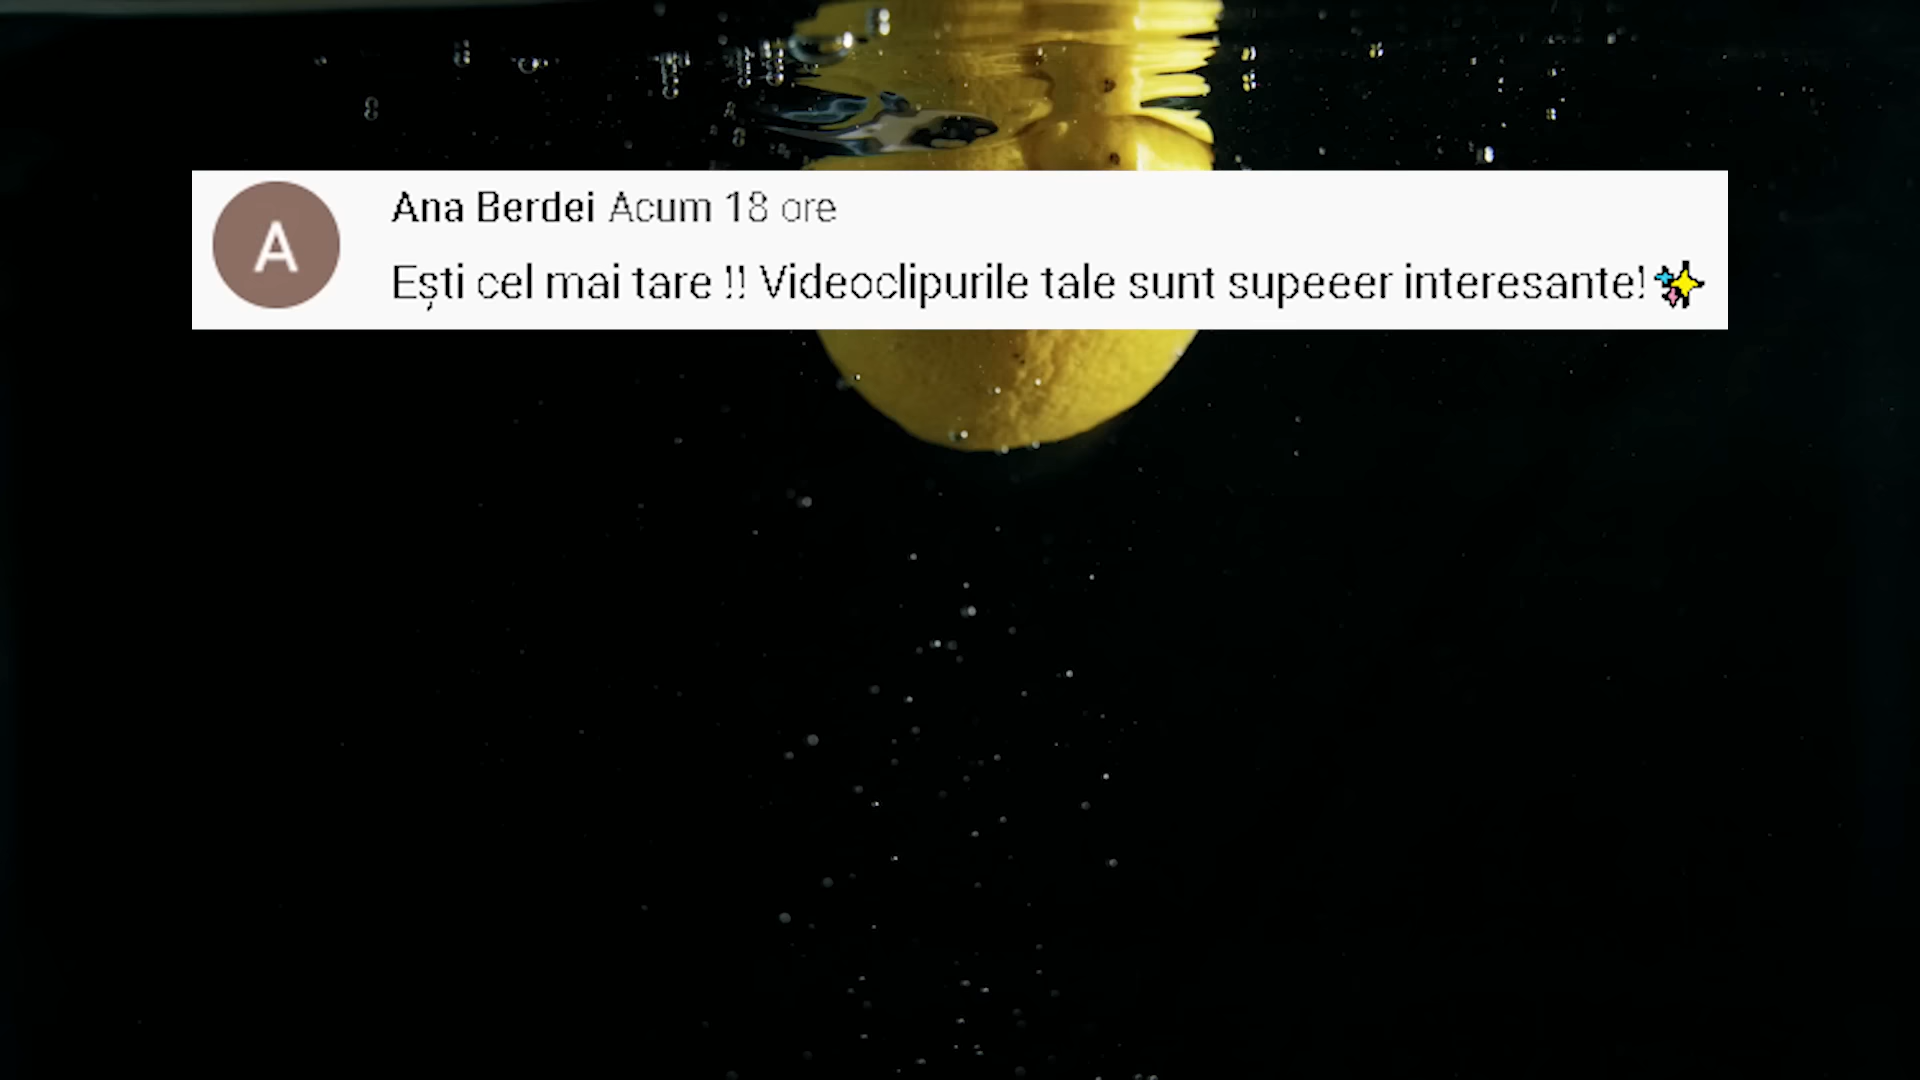 A
Ana Berdei Acum 18 ore
Ești cel mai tare !! Videoclipurile tale sunt supeeer interesante!✨